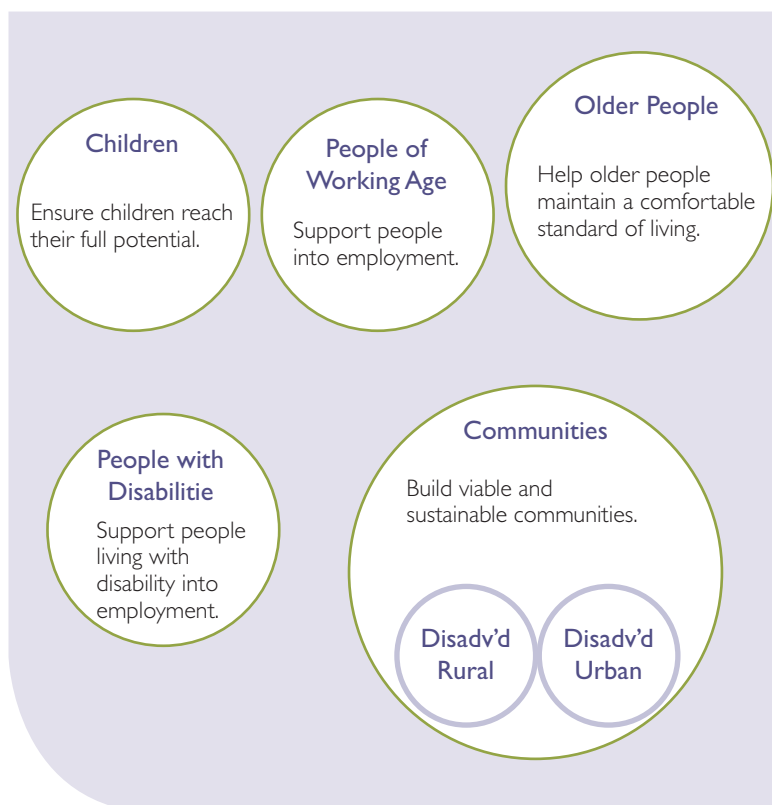 Children
Ensure children reach
their full potential.
People of
Working Age
Support people
into employment.
Older People
Help older people
maintain a comfortable
standard of living.
People with
Disabilitie
Support people
living with
disability into
employment.
Communities
Build viable and
sustainable communities.
Disadv’d
Rural
Disadv’d
Urban